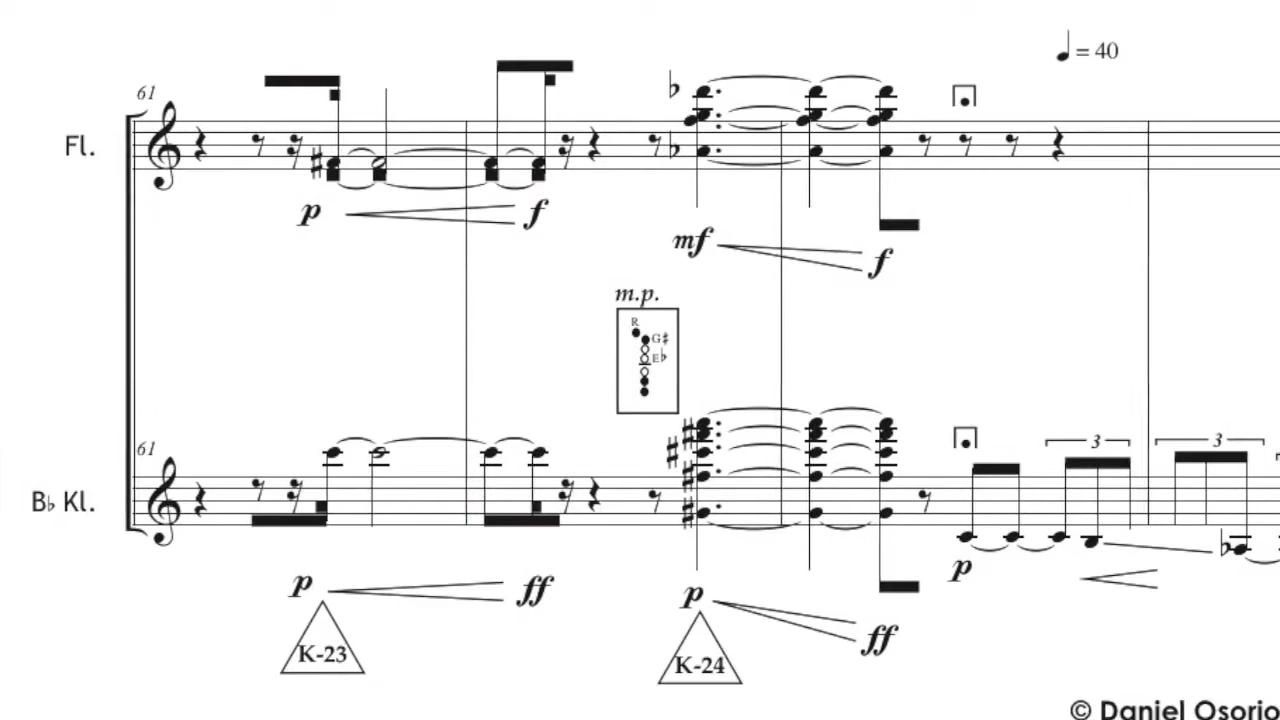 ♩ = 40
61
Fl.
p f
mf f
m.p.
R
G♯
E♭
61
B♭ Kl.
3 3
p ff p ff p
K-23 K-24
© Daniel Osorio